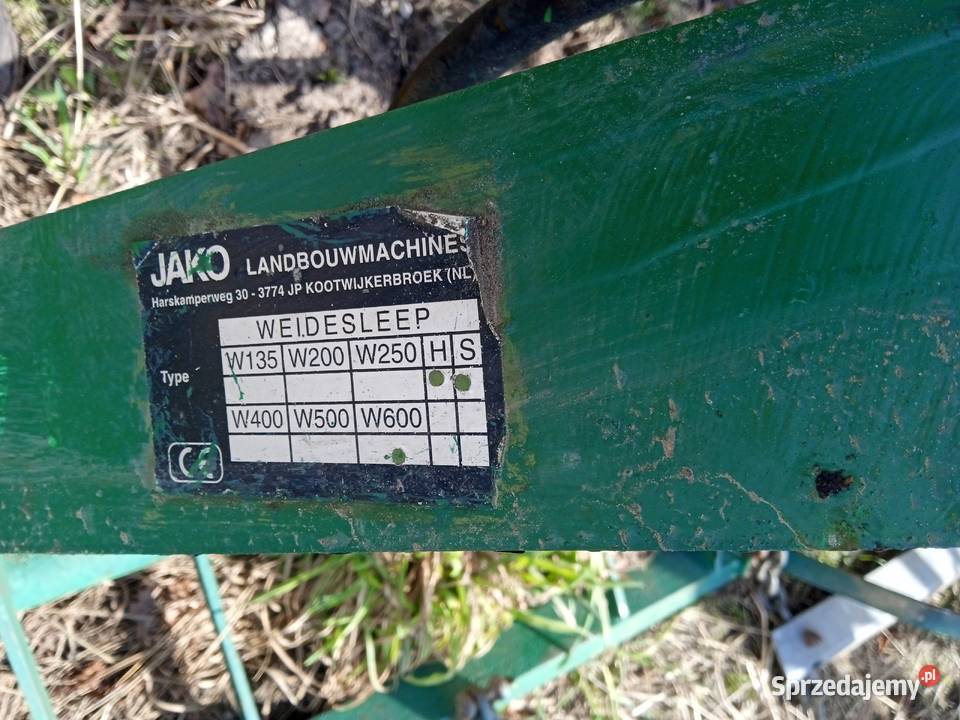 JAKO LANDBOUWMACHINES
Harskamperweg 30 - 3774 JP KOOTWIJKERBROEK (NL
WEIDESLEEP
Type
W135 W200 W250 H S
W400 W500 W600
CE
Sprzedajemy.pl